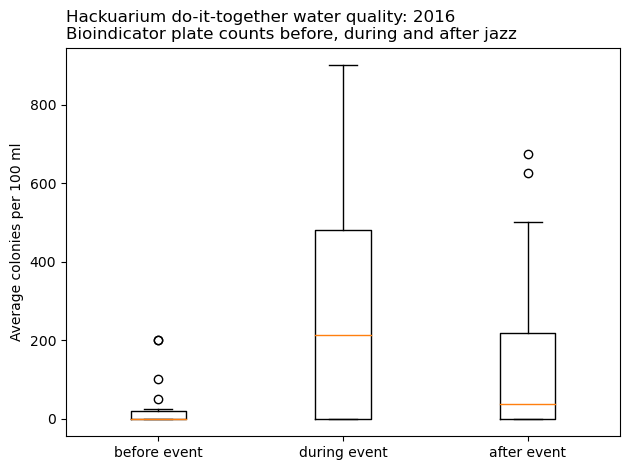 Hackuarium do-it-together water quality: 2016
Bioindicator plate counts before, during and after jazz
Average colonies per 100 ml
800
600
400
200
0
before event
during event
after event